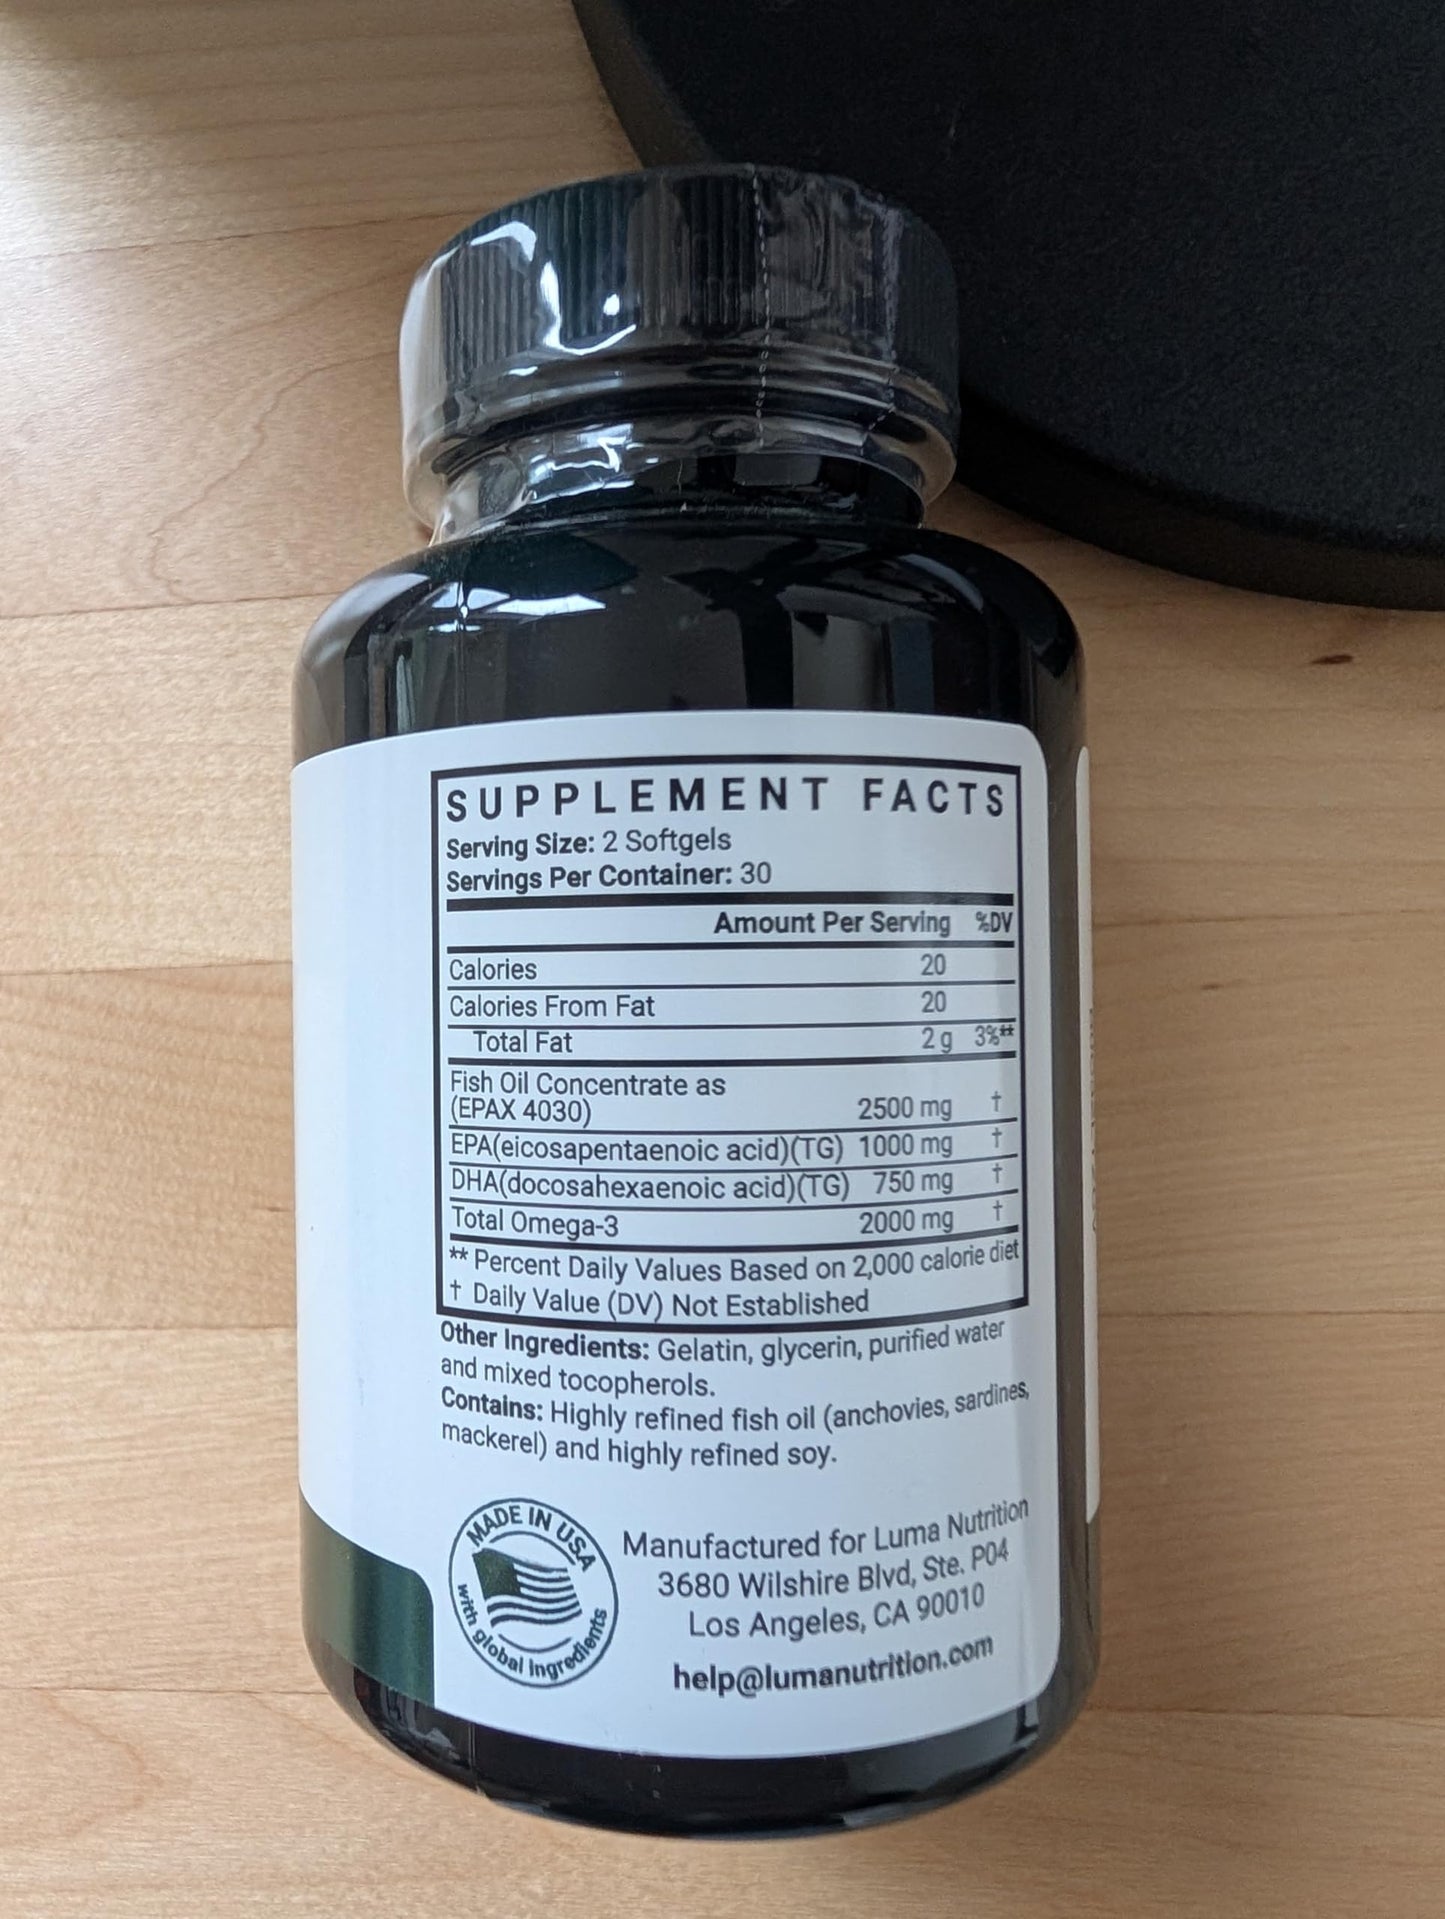 SUPPLEMENT FACTS
Serving Size: 2 Softgels
Servings Per Container: 30
Amount Per Serving %DV
Calories 20
Calories From Fat 20
Total Fat 2 g 3%**
Fish Oil Concentrate as
(EPAX 4030) 2500 mg †
EPA(eicosapentaenoic acid)(TG) 1000 mg †
DHA(docosahexaenoic acid)(TG) 750 mg †
Total Omega-3 2000 mg †
** Percent Daily Values Based on 2,000 calorie diet
† Daily Value (DV) Not Established
Other Ingredients: Gelatin, glycerin, purified water
and mixed tocopherols.
Contains: Highly refined fish oil (anchovies, sardines,
mackerel) and highly refined soy.
MADE IN USA
with global ingredients
Manufactured for Luma Nutrition
3680 Wilshire Blvd, Ste. P04
Los Angeles, CA 90010
help@lumanutrition.com